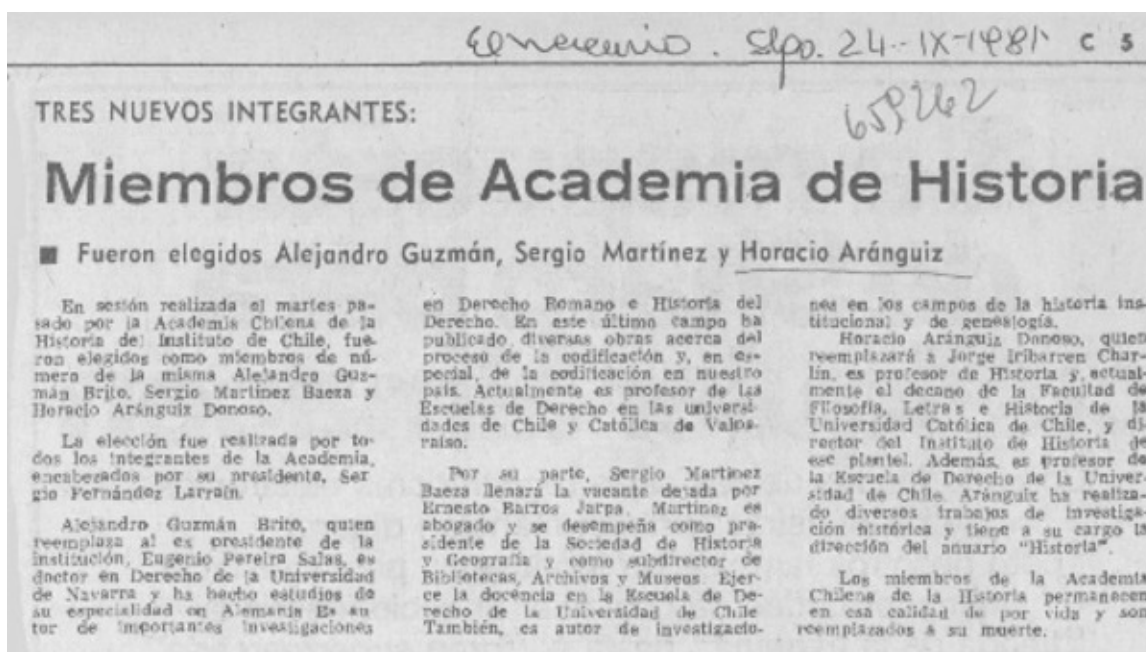 El Mercurio. Stgo. 24-IX-1981 C 5
659262
TRES NUEVOS INTEGRANTES:
Miembros de Academia de Historia
■ Fueron elegidos Alejandro Guzmán, Sergio Martínez y Horacio Aránguiz
En sesión realizada el martes pa-
sado por la Academia Chilena de la
Historia del Instituto de Chile, fue-
ron elegidos como miembros de nú-
mero de la misma Alejandro Guz-
mán Brito, Sergio Martínez Baeza y
Horacio Aránguiz Donoso.
La elección fue realizada por to-
dos los integrantes de la Academia,
encabezados por su presidente, Ser
gio Fernández Larraín.
Alejandro Guzmán Brito, quien
reemplaza al ex presidente de la
institución, Eugenio Pereira Salas, es
doctor en Derecho de la Universidad
de Navarra y ha hecho estudios de
su especialidad en Alemania Es au
tor de importantes investigaciones
en Derecho Romano e Historia del
Derecho. En este último campo ha
publicado diversas obras acerca del
proceso de la codificación y, en es-
pecial, de la codificación en nuestro
país. Actualmente es profesor de las
Escuelas de Derecho en las universi-
dades de Chile y Católica de Valpa-
raíso.
Por su parte, Sergio Martínez
Baeza llenará la vacante dejada por
Ernesto Barros Jarpa. Martínez es
abogado y se desempeña como pre-
sidente de la Sociedad de Historia
y Geografía y como subdirector de
Bibliotecas, Archivos y Museos. Ejer-
ce la docencia en la Escuela de De-
recho de la Universidad de Chile
También, es autor de investigacio-
nes en los campos de la historia ins
titucional y de genealogía.
Horacio Aránguiz Donoso, quien
reemplazará a Jorge Iribarren Char-
lín, es profesor de Historia y, actual-
mente el decano de la Facultad de
Filosofía, Letras e Historia de la
Universidad Católica de Chile, y di-
rector del Instituto de Historia de
ese plantel. Además, es profesor de
la Escuela de Derecho de la Univer-
sidad de Chile. Aránguiz ha realiza-
do diversos trabajos de investiga-
ción histórica y tiene a su cargo la
dirección del anuario "Historia".
Los miembros de la Academia
Chilena de la Historia permanecen
en esa calidad de por vida y son
reemplazados a su muerte.